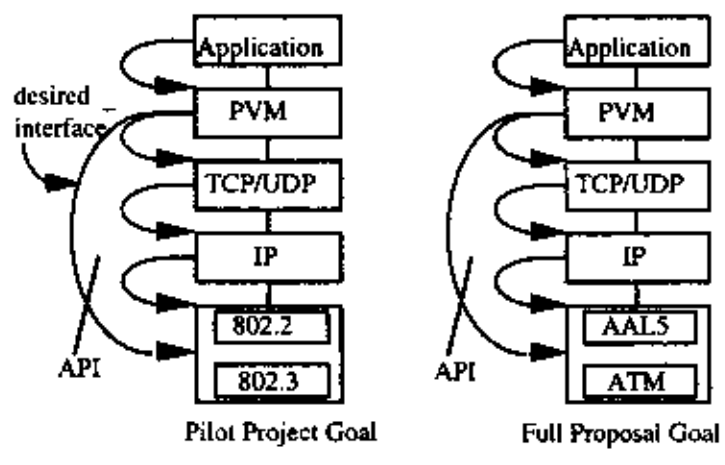 Application
PVM
desired
interface
TCP/UDP
IP
802.2
API
802.3
Pilot Project Goal
Application
PVM
TCP/UDP
IP
AAL5
API
ATM
Full Proposal Goal